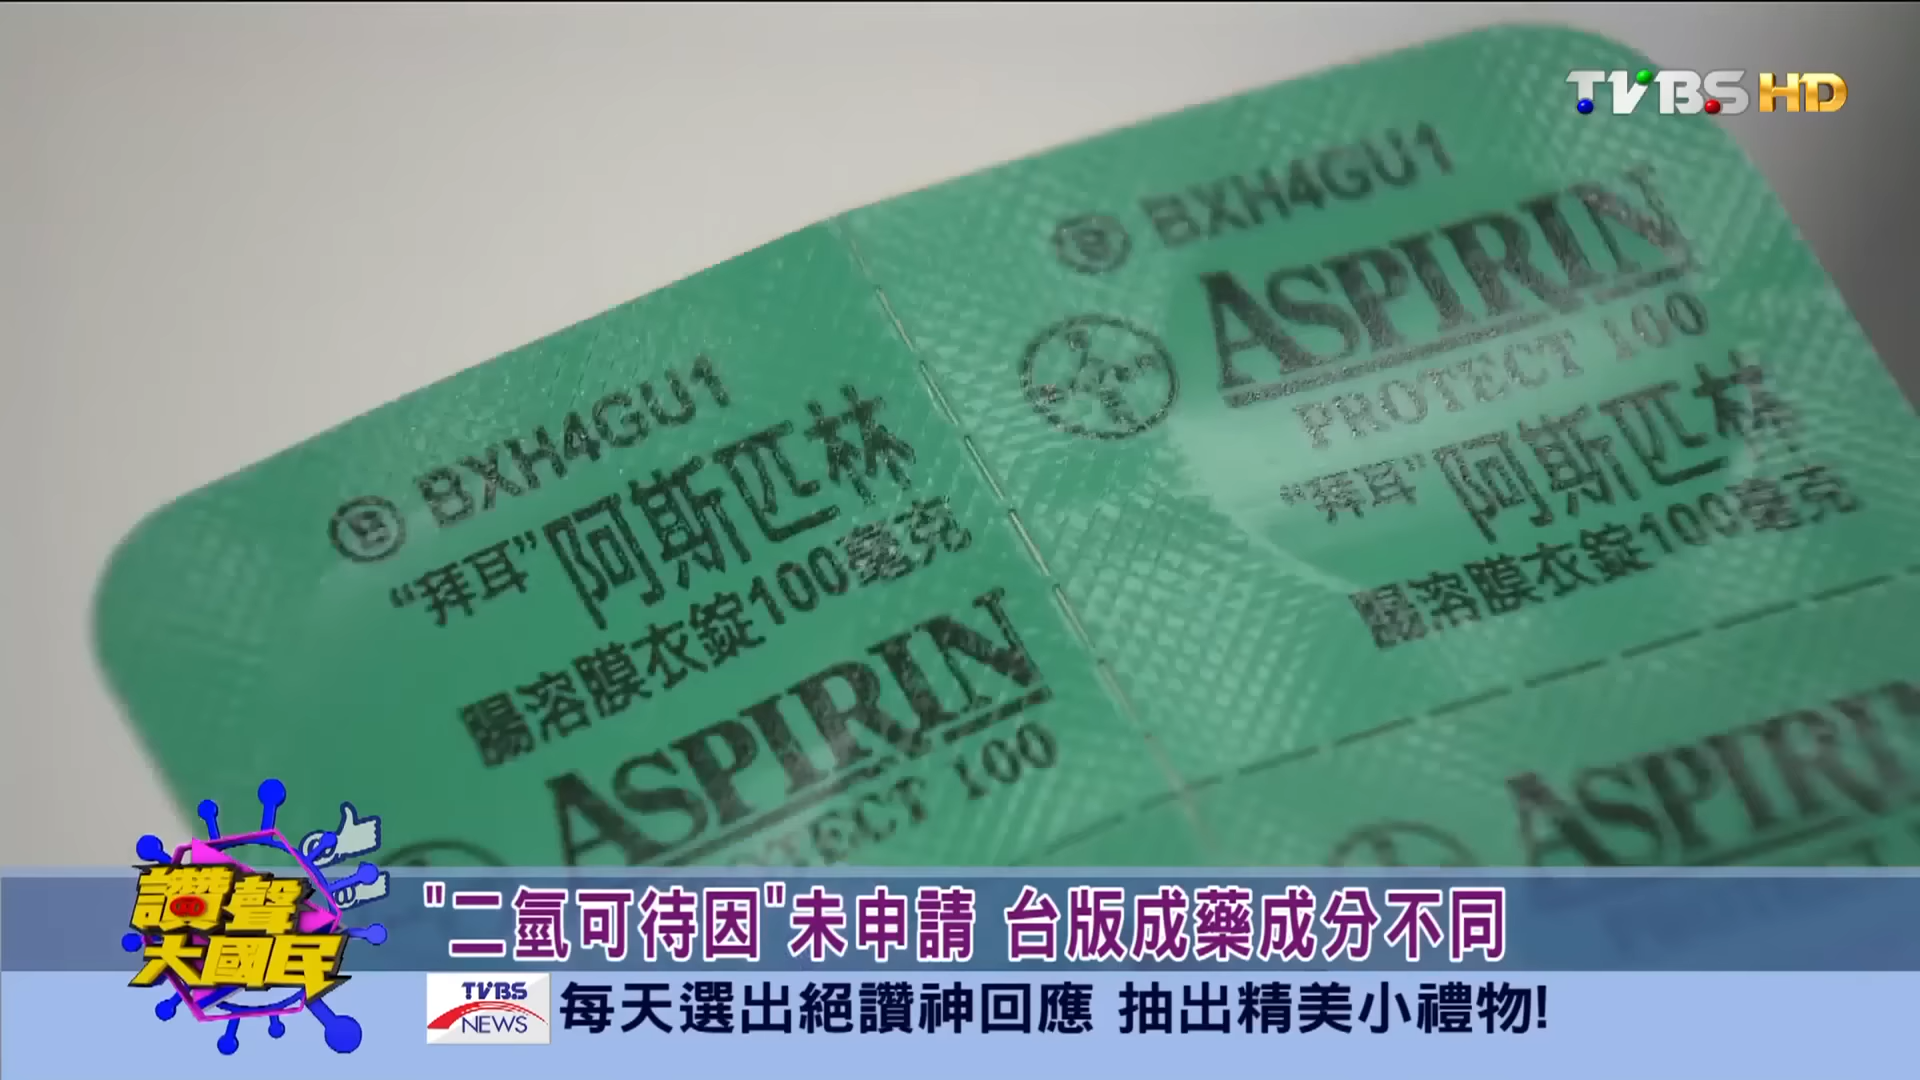 TVBS HD
B BXH4GU1
ASPIRIN
PROTECT 100
“拜耳”阿斯匹林
腸溶膜衣錠100毫克
B BXH4GU1
“拜耳”阿斯匹林
腸溶膜衣錠100毫克
ASPIRIN
TECT 100
ASPIRIN
讚聲
大國民
"二氫可待因"未申請 台版成藥成分不同
TVBS
NEWS
每天選出絕讚神回應 抽出精美小禮物!